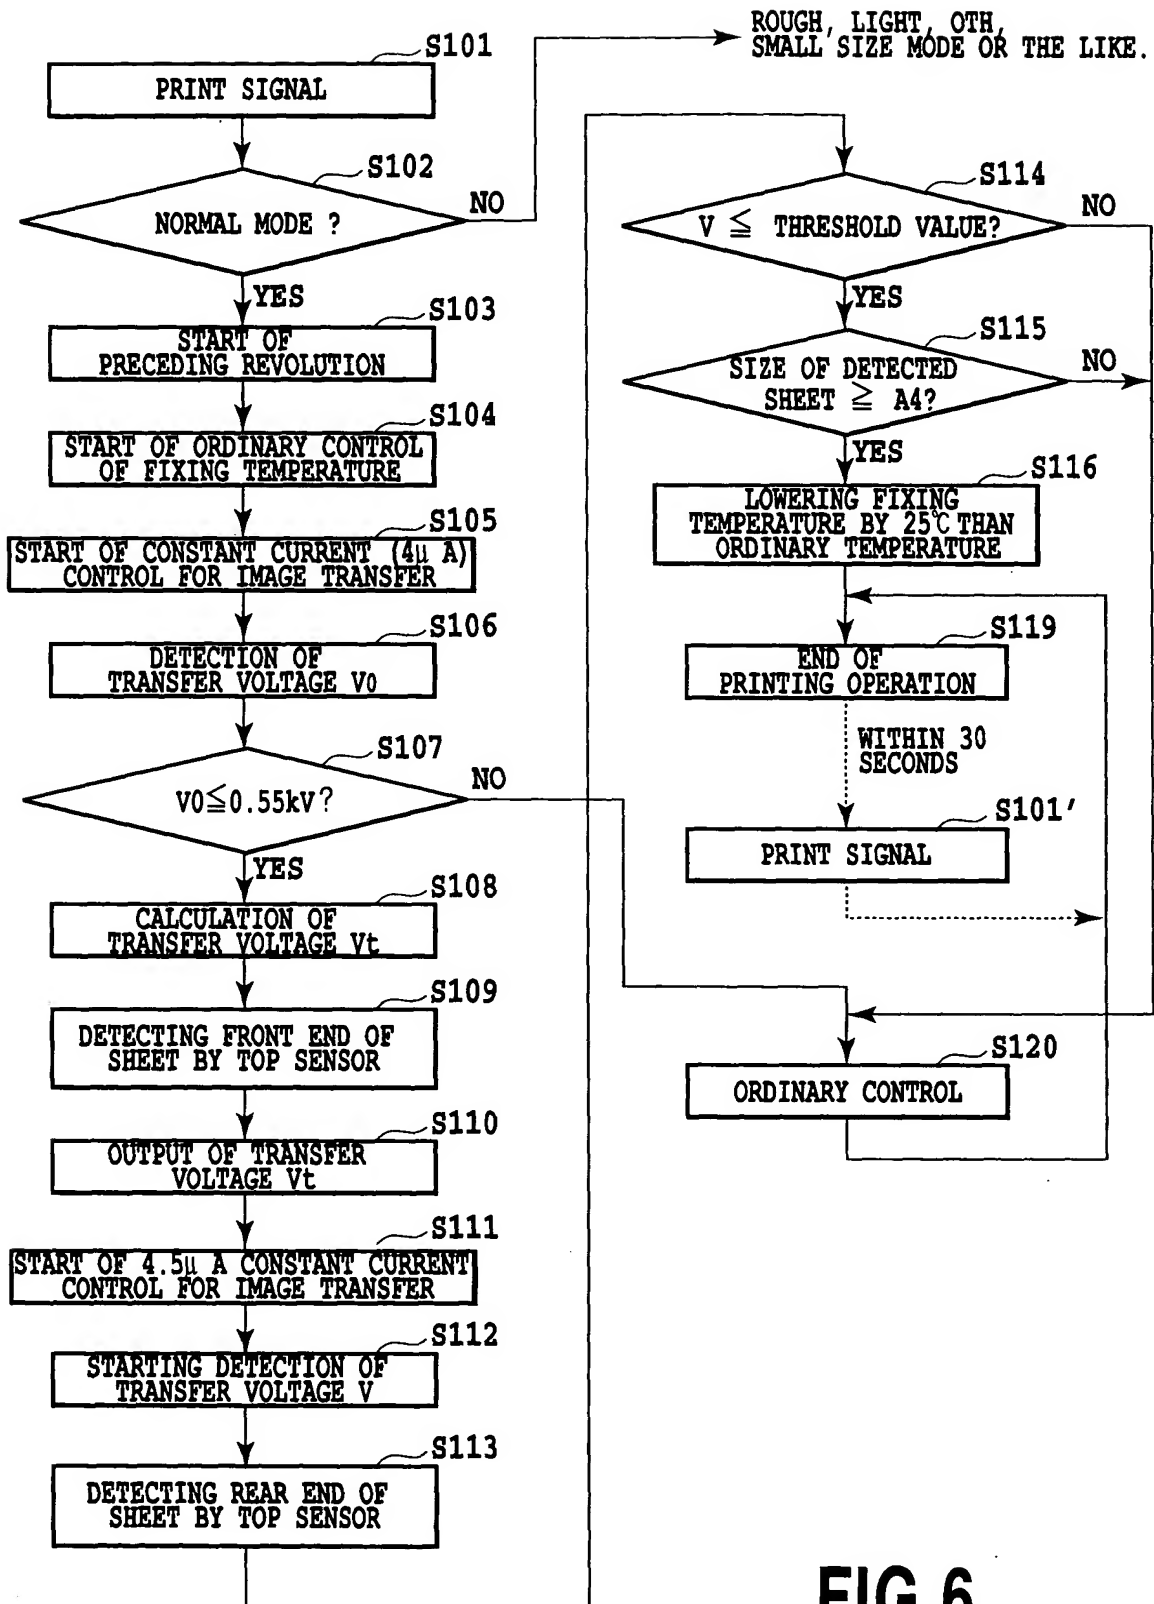 S101
PRINT SIGNAL
S102
NORMAL MODE ?
NO
ROUGH, LIGHT, OTH,
SMALL SIZE MODE OR THE LIKE.
YES
S103
START OF
PRECEDING REVOLUTION
S104
START OF ORDINARY CONTROL
OF FIXING TEMPERATURE
S105
START OF CONSTANT CURRENT (4μ A)
CONTROL FOR IMAGE TRANSFER
S106
DETECTION OF
TRANSFER VOLTAGE V0
S107
V0≦0.55kV?
NO
YES
S108
CALCULATION OF
TRANSFER VOLTAGE Vt
S109
DETECTING FRONT END OF
SHEET BY TOP SENSOR
S110
OUTPUT OF TRANSFER
VOLTAGE Vt
S111
START OF 4.5μ A CONSTANT CURRENT
CONTROL FOR IMAGE TRANSFER
S112
STARTING DETECTION OF
TRANSFER VOLTAGE V
S113
DETECTING REAR END OF
SHEET BY TOP SENSOR
S114
V ≦ THRESHOLD VALUE?
NO
YES
S115
SIZE OF DETECTED
SHEET ≧ A4?
NO
YES
S116
LOWERING FIXING
TEMPERATURE BY 25℃ THAN
ORDINARY TEMPERATURE
S119
END OF
PRINTING OPERATION
WITHIN 30
SECONDS
S101'
PRINT SIGNAL
S120
ORDINARY CONTROL
FIG.6